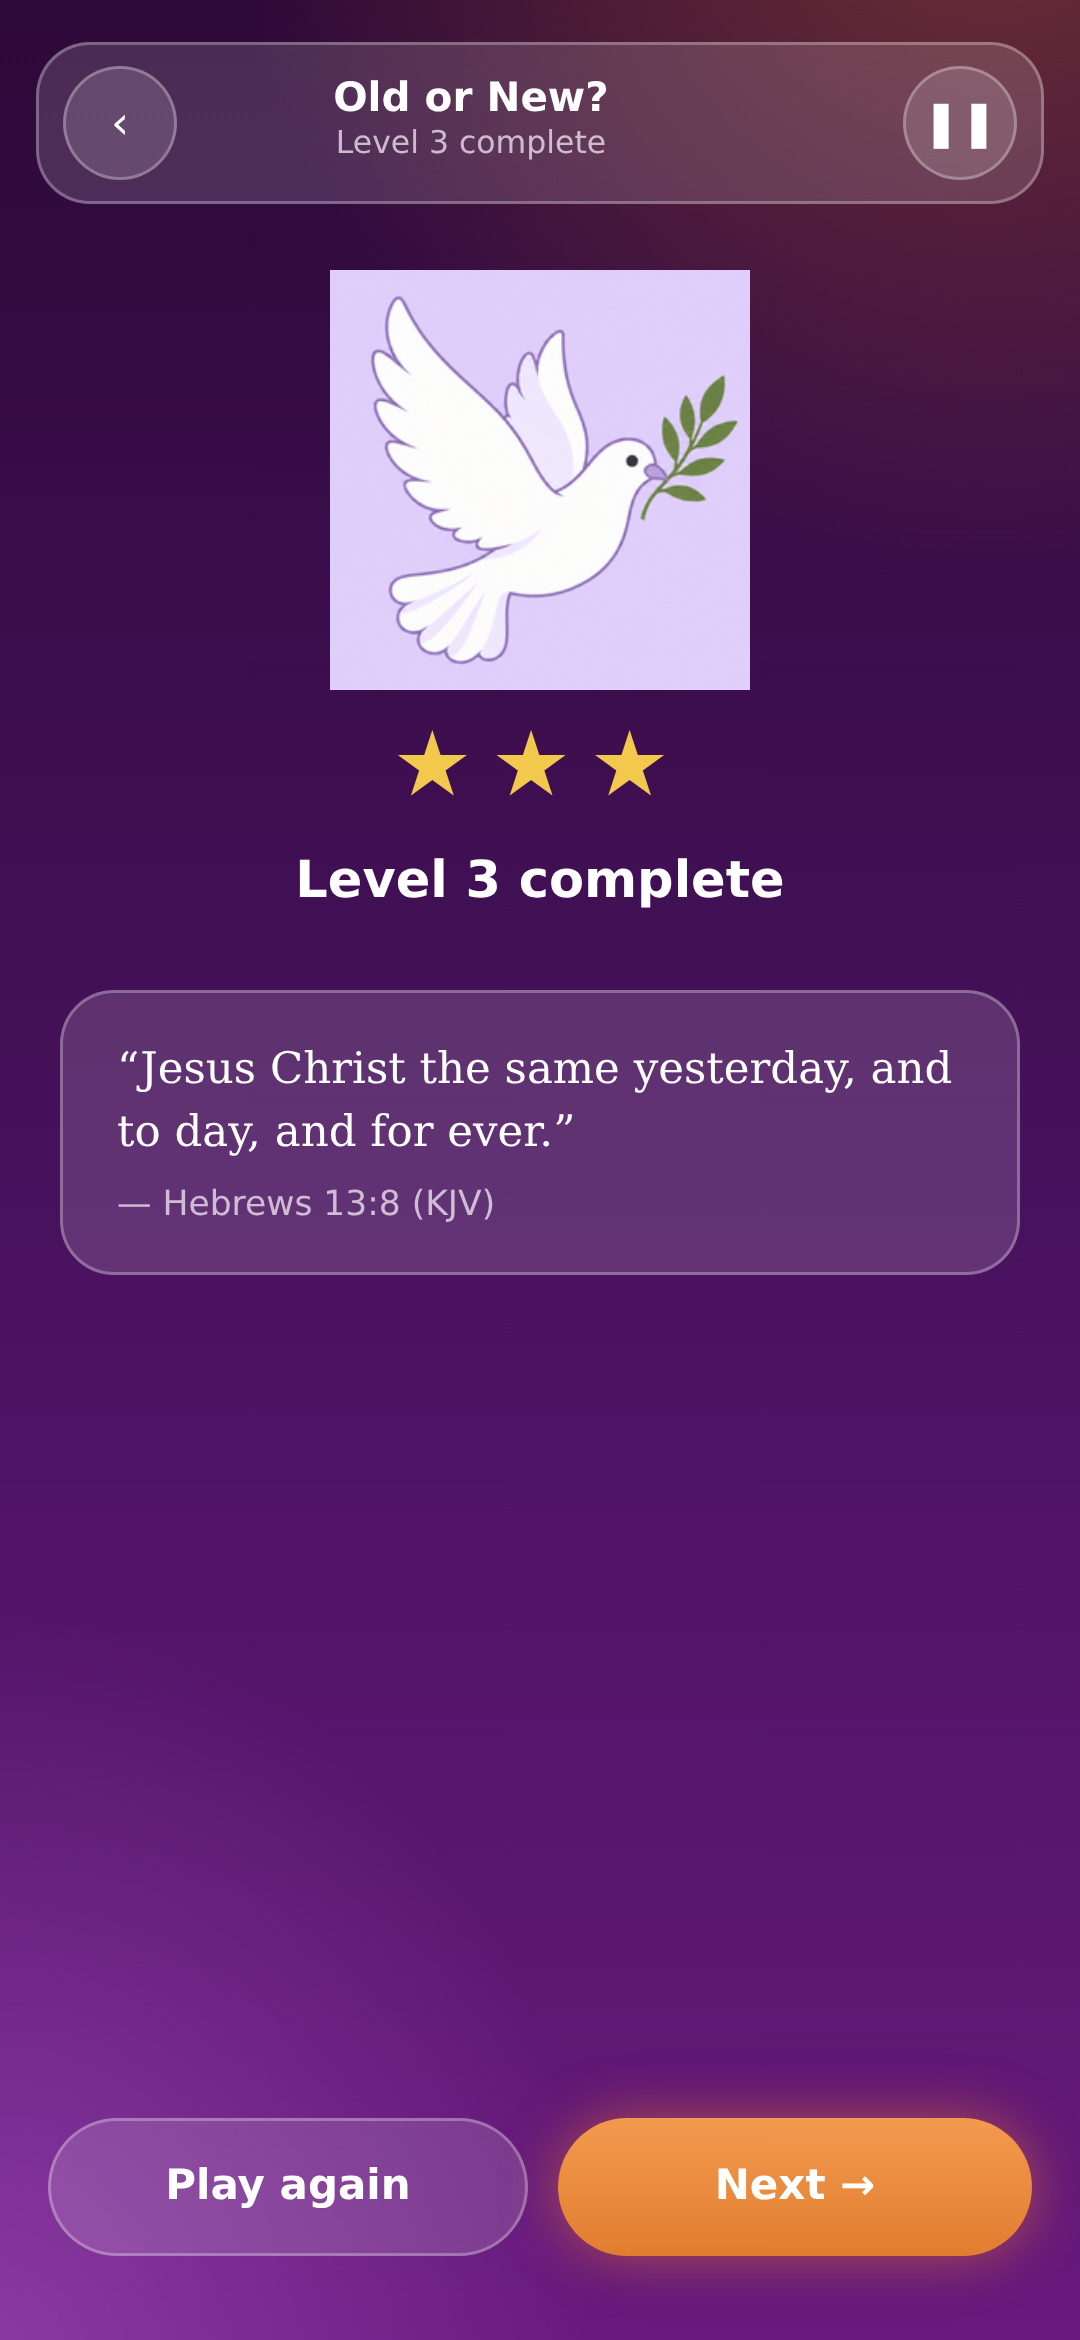 Old or New?
Level 3 complete
Level 3 complete
“Jesus Christ the same yesterday, and
to day, and for ever.”
— Hebrews 13:8 (KJV)
Play again
Next →